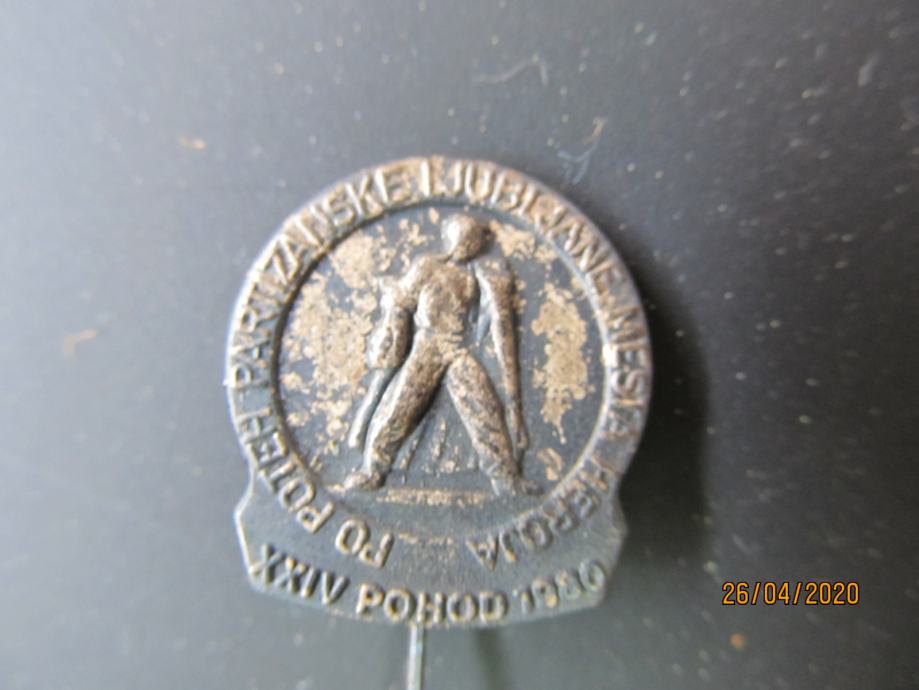 PO POTEH PARTIZANSKE LJUBLJANE MESTA HEROJA
XXIV POHOD 1980
26/04/2020